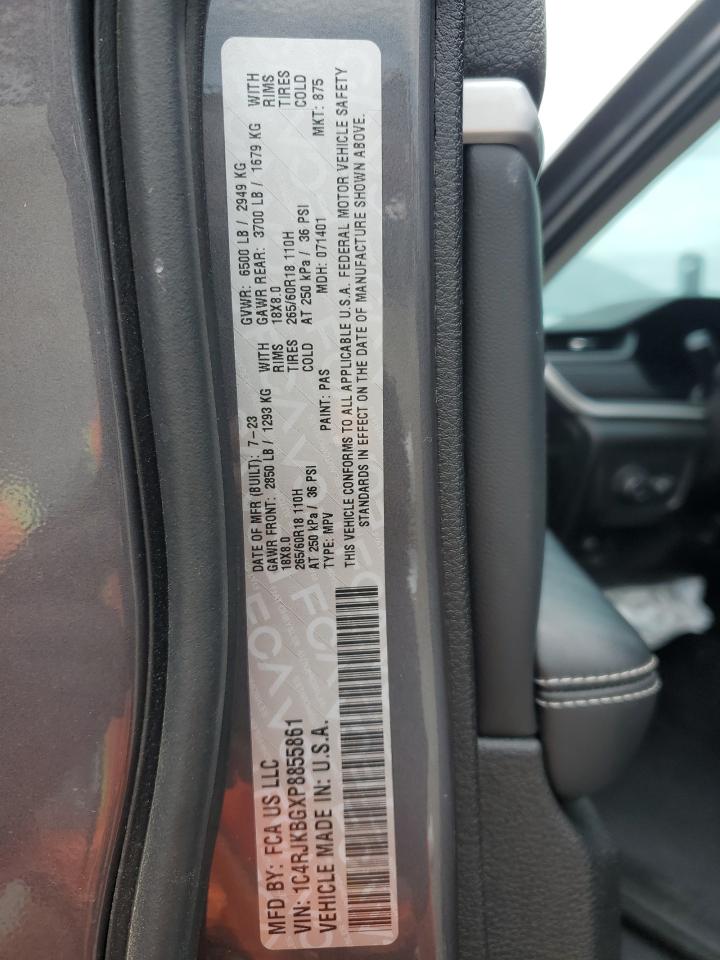 MFD BY: FCA US LLC
DATE OF MFR (BUILT): 7-23
GVWR: 6500 LB / 2949 KG
GAWR FRONT: 2850 LB / 1293 KG WITH
GAWR REAR: 3700 LB / 1679 KG WITH
18X8.0 RIMS
18X8.0 RIMS
265/60R18 110H TIRES
265/60R18 110H TIRES
AT 250 kPa / 36 PSI COLD
AT 250 kPa / 36 PSI COLD
VIN: 1C4RJKBGXP8855861
TYPE: MPV PAINT: PAS MDH: 071401 MKT: 875
VEHICLE MADE IN: U.S.A.
THIS VEHICLE CONFORMS TO ALL APPLICABLE U.S.A. FEDERAL MOTOR VEHICLE SAFETY
STANDARDS IN EFFECT ON THE DATE OF MANUFACTURE SHOWN ABOVE.